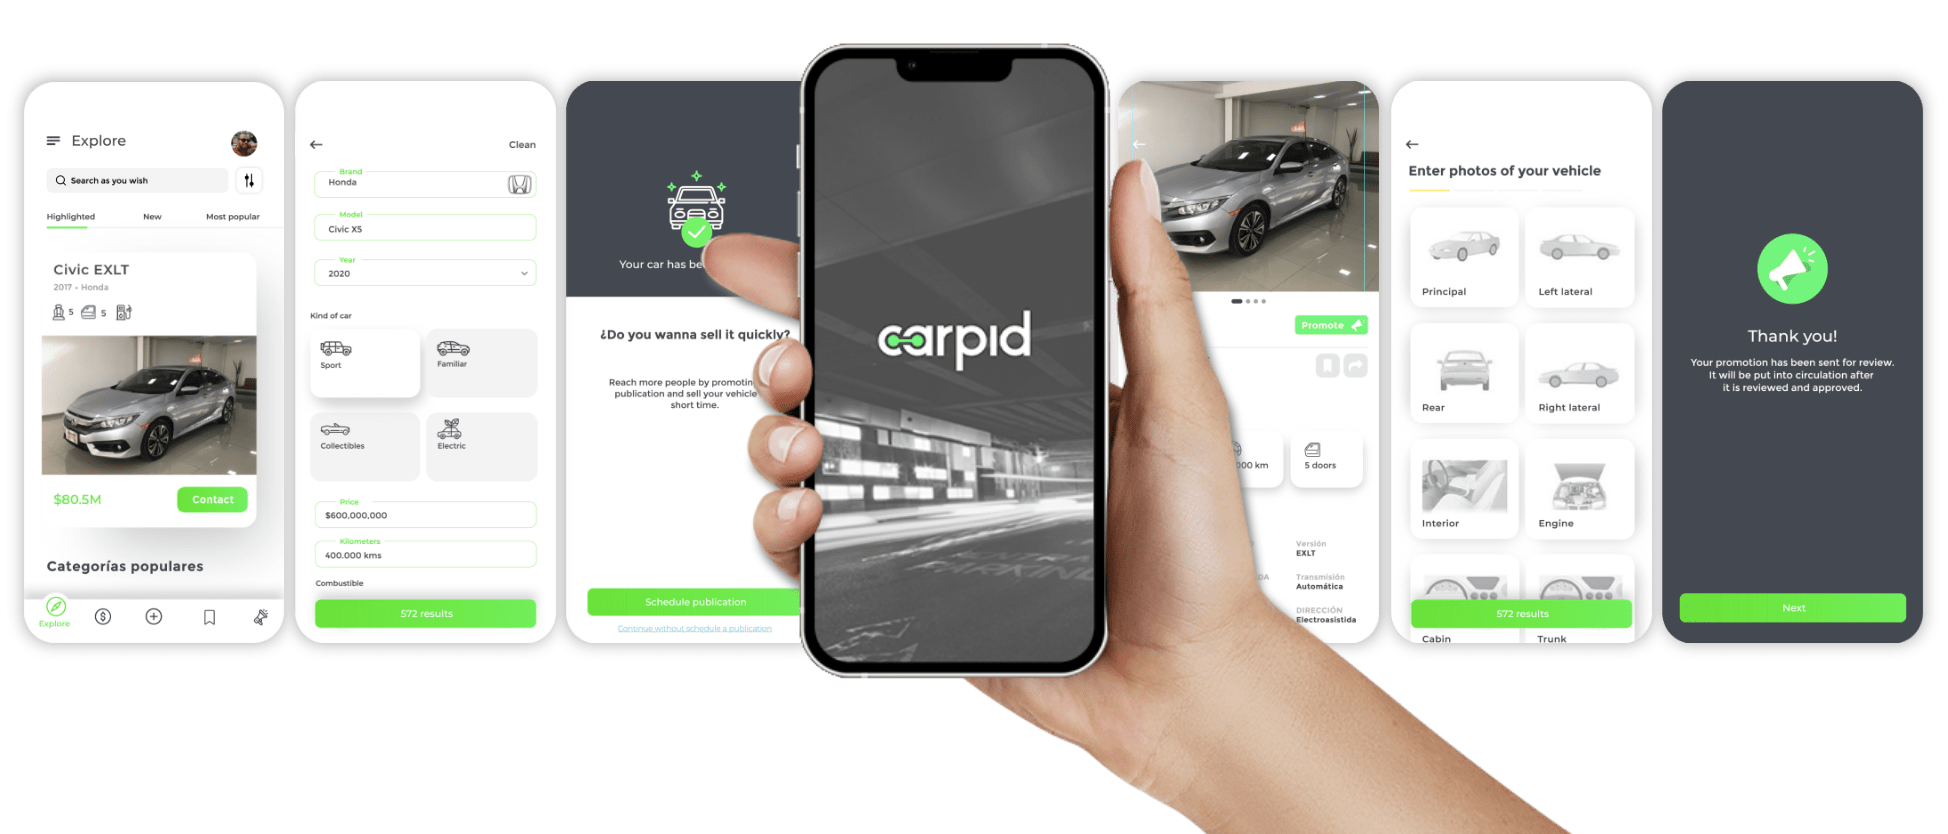 Explore
Search as you wish
Highlighted
New
Most popular
Civic EXLT
2017 • Honda
5
5
$80.5M
Contact
Categorías populares
Explore
Clean
Brand
Honda
Model
Civic X5
Year
2020
Kind of car
Sport
Familiar
Collectibles
Electric
Price
$600,000,000
Kilometers
400.000 kms
Combustible
572 results
Your car has be
¿Do you wanna sell it quickly?
Reach more people by promotin
publication and sell your vehicle
short time.
Schedule publication
Continue without schedule a publication
carpid
Promote
000 km
5 doors
Versión
EXLT
DA
Transmisión
Automática
DIRECCIÓN
Electroasistida
Enter photos of your vehicle
Principal
Left lateral
Rear
Right lateral
Interior
Engine
572 results
Cabin
Trunk
Thank you!
Your promotion has been sent for review.
It will be put into circulation after
it is reviewed and approved.
Next